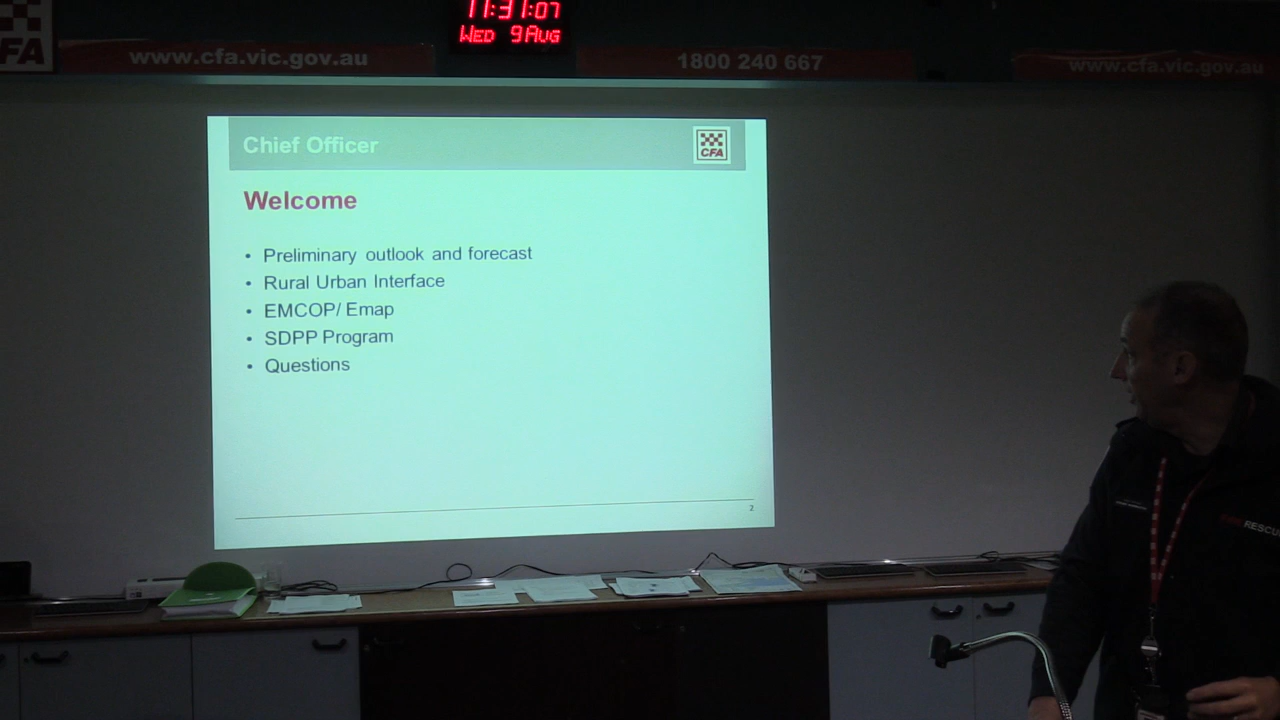 11:31:07
WED 9AUG
CFA
www.cfa.vic.gov.au
1800 240 667
www.cfa.vic.gov.au
Chief Officer
CFA
Welcome
• Preliminary outlook and forecast
• Rural Urban Interface
• EMCOP/ Emap
• SDPP Program
• Questions
2
RESCUE